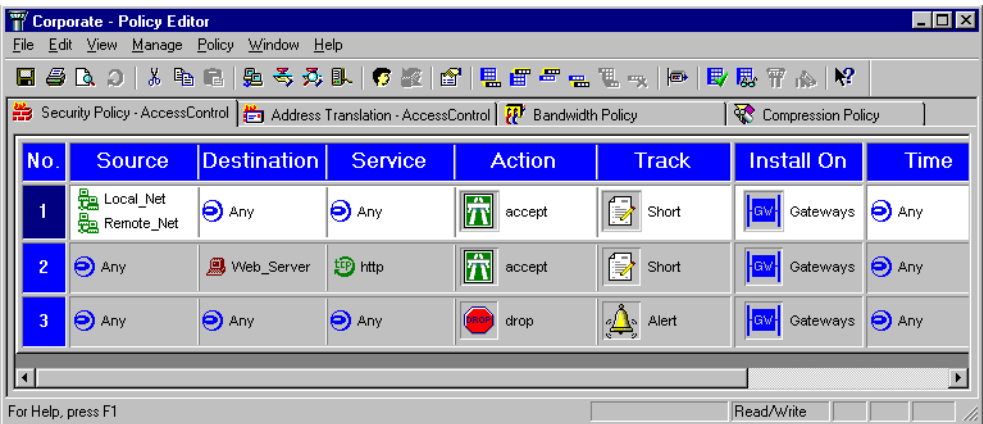 Corporate - Policy Editor
File Edit View Manage Policy Window Help
Security Policy - AccessControl Address Translation - AccessControl Bandwidth Policy Compression Policy
No. Source Destination Service Action Track Install On Time
1 Local_Net Remote_Net Any Any accept Short GW Gateways Any
2 Any Web_Server TCP http accept Short GW Gateways Any
3 Any Any Any DROP drop Alert GW Gateways Any
For Help, press F1 Read/Write